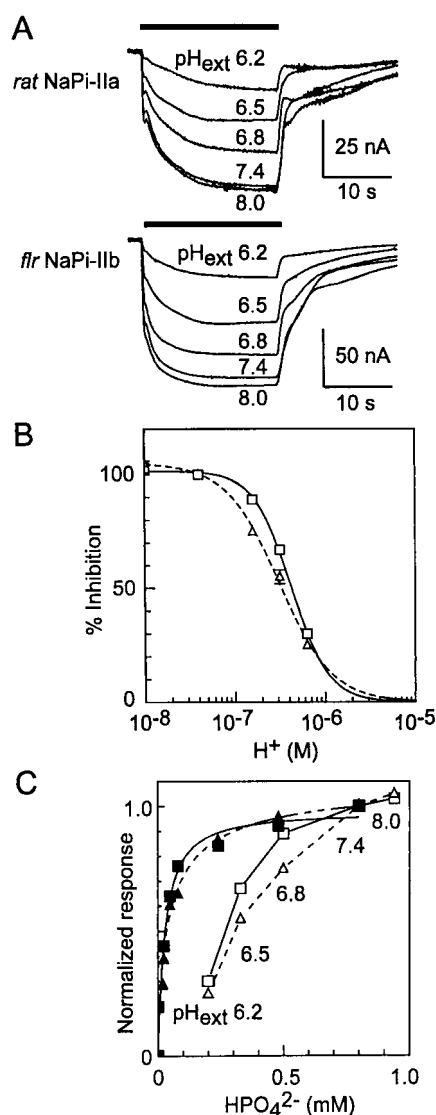 A
rat NaPi-IIa
pHext 6.2
6.5
6.8
7.4
8.0
25 nA
10 s
flr NaPi-IIb
pHext 6.2
6.5
6.8
7.4
8.0
50 nA
10 s
B
% Inhibition
100
50
0
10-8
10-7
10-6
10-5
H+ (M)
C
Normalized response
1.0
0
8.0
7.4
6.8
6.5
pHext 6.2
0
0.5
1.0
HPO42- (mM)